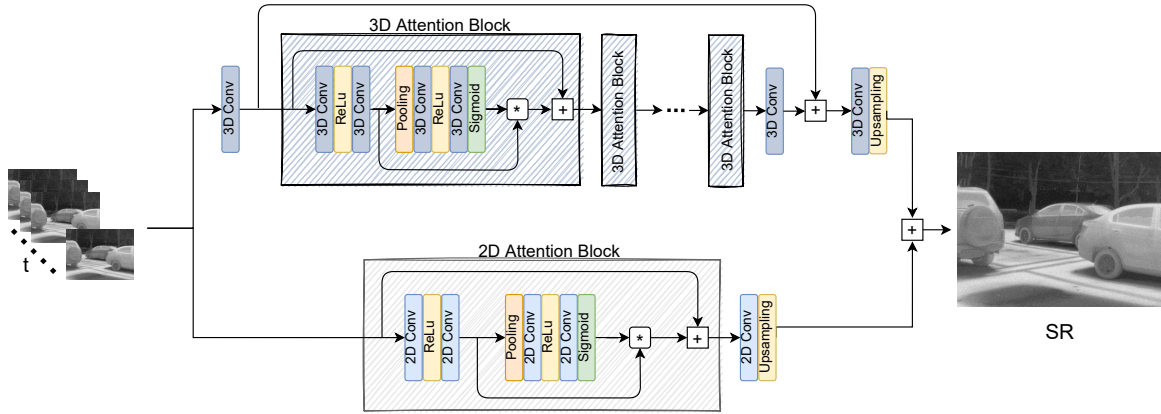 3D Attention Block
3D Conv
3D Conv
ReLu
3D Conv
Pooling
3D Conv
ReLu
3D Conv
Sigmoid
*
+
3D Attention Block
...
3D Attention Block
3D Conv
+
3D Conv
Upsampling
t
+
SR
2D Attention Block
2D Conv
ReLu
2D Conv
Pooling
2D Conv
ReLu
2D Conv
Sigmoid
*
+
2D Conv
Upsampling